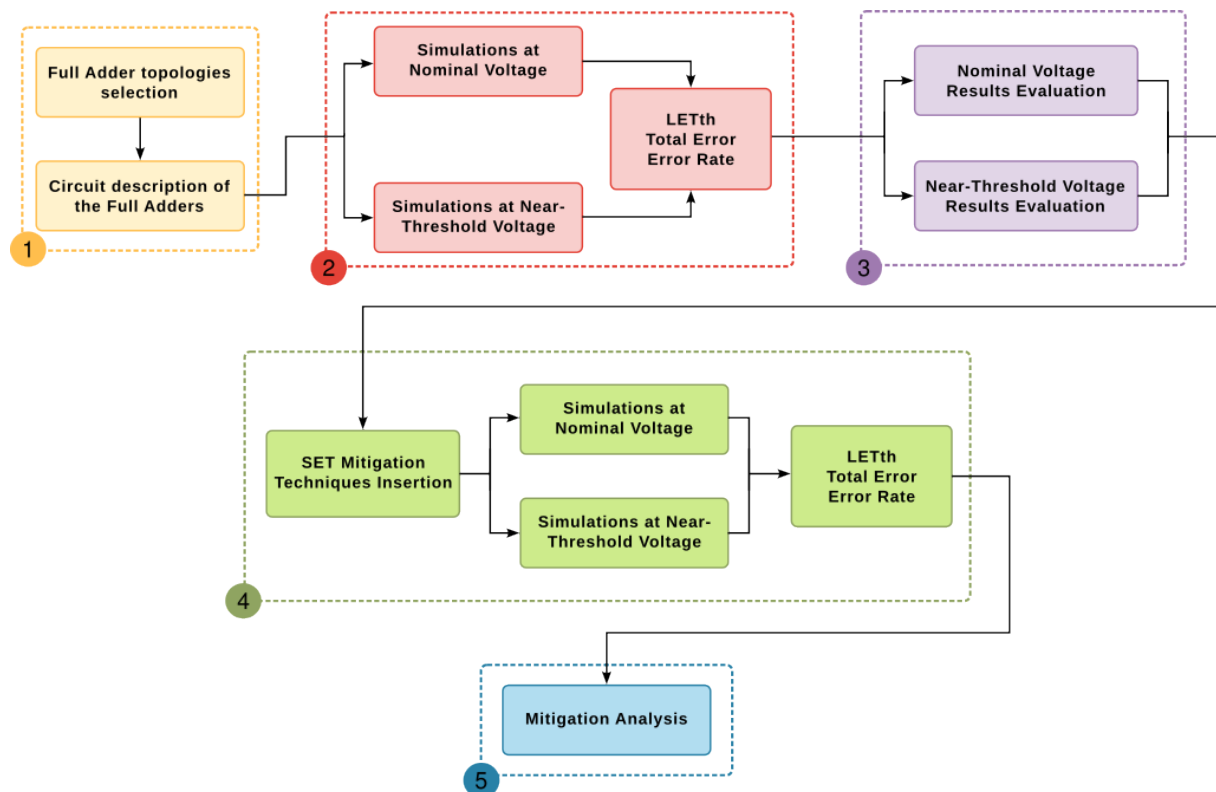 Full Adder topologies
selection
Circuit description of
the Full Adders
1
Simulations at
Nominal Voltage
Simulations at Near-
Threshold Voltage
LETth
Total Error
Error Rate
2
Nominal Voltage
Results Evaluation
Near-Threshold Voltage
Results Evaluation
3
SET Mitigation
Techniques Insertion
Simulations at
Nominal Voltage
Simulations at Near-
Threshold Voltage
LETth
Total Error
Error Rate
4
Mitigation Analysis
5